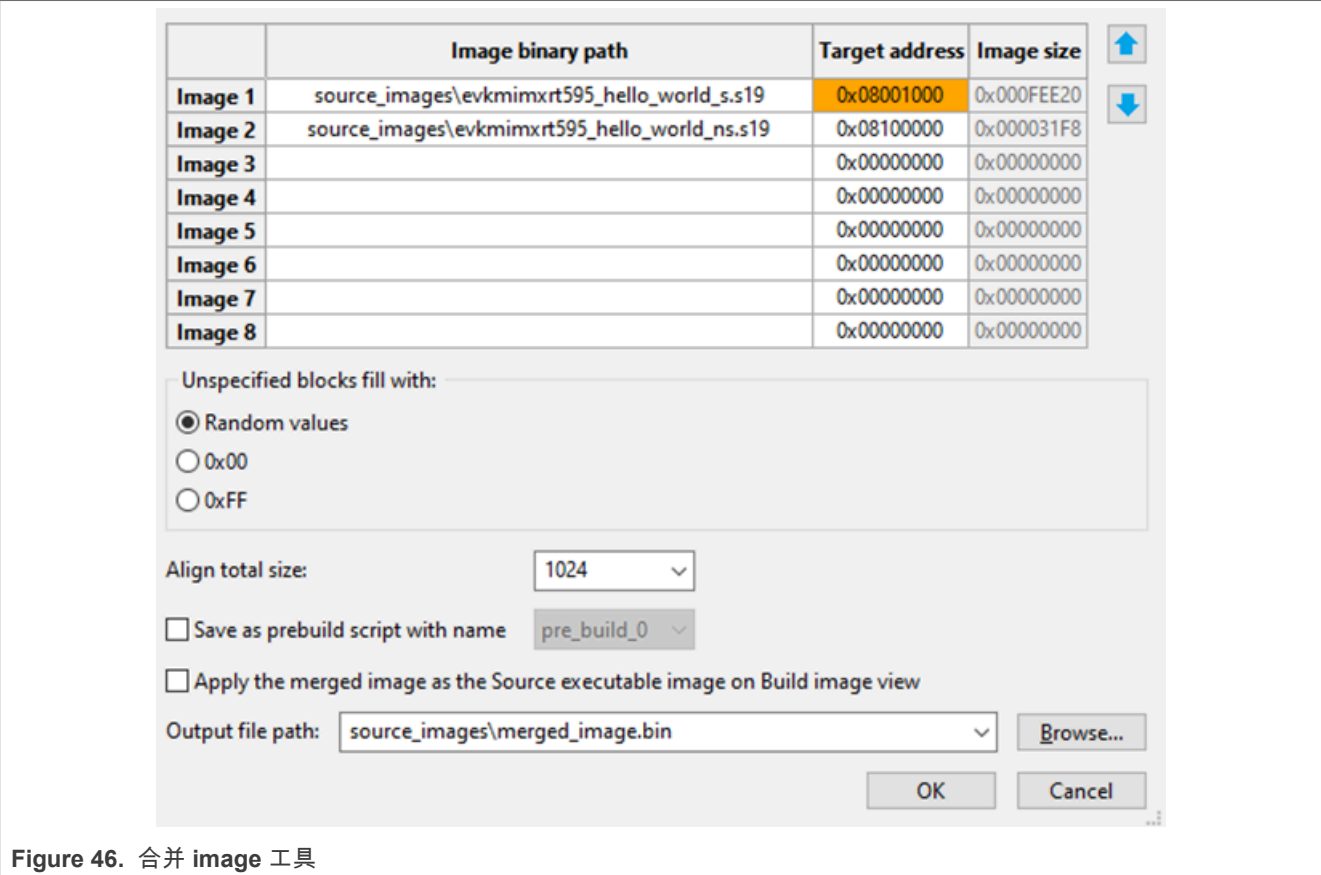 Image binary path Target address Image size
Image 1 source_images\evkmimxrt595_hello_world_s.s19 0x08001000 0x000FEE20
Image 2 source_images\evkmimxrt595_hello_world_ns.s19 0x08100000 0x000031F8
Image 3 0x00000000 0x00000000
Image 4 0x00000000 0x00000000
Image 5 0x00000000 0x00000000
Image 6 0x00000000 0x00000000
Image 7 0x00000000 0x00000000
Image 8 0x00000000 0x00000000
Unspecified blocks fill with:
Random values
0x00
0xFF
Align total size: 1024
Save as prebuild script with name pre_build_0
Apply the merged image as the Source executable image on Build image view
Output file path: source_images\merged_image.bin Browse...
OK Cancel
Figure 46. 合并 image 工具